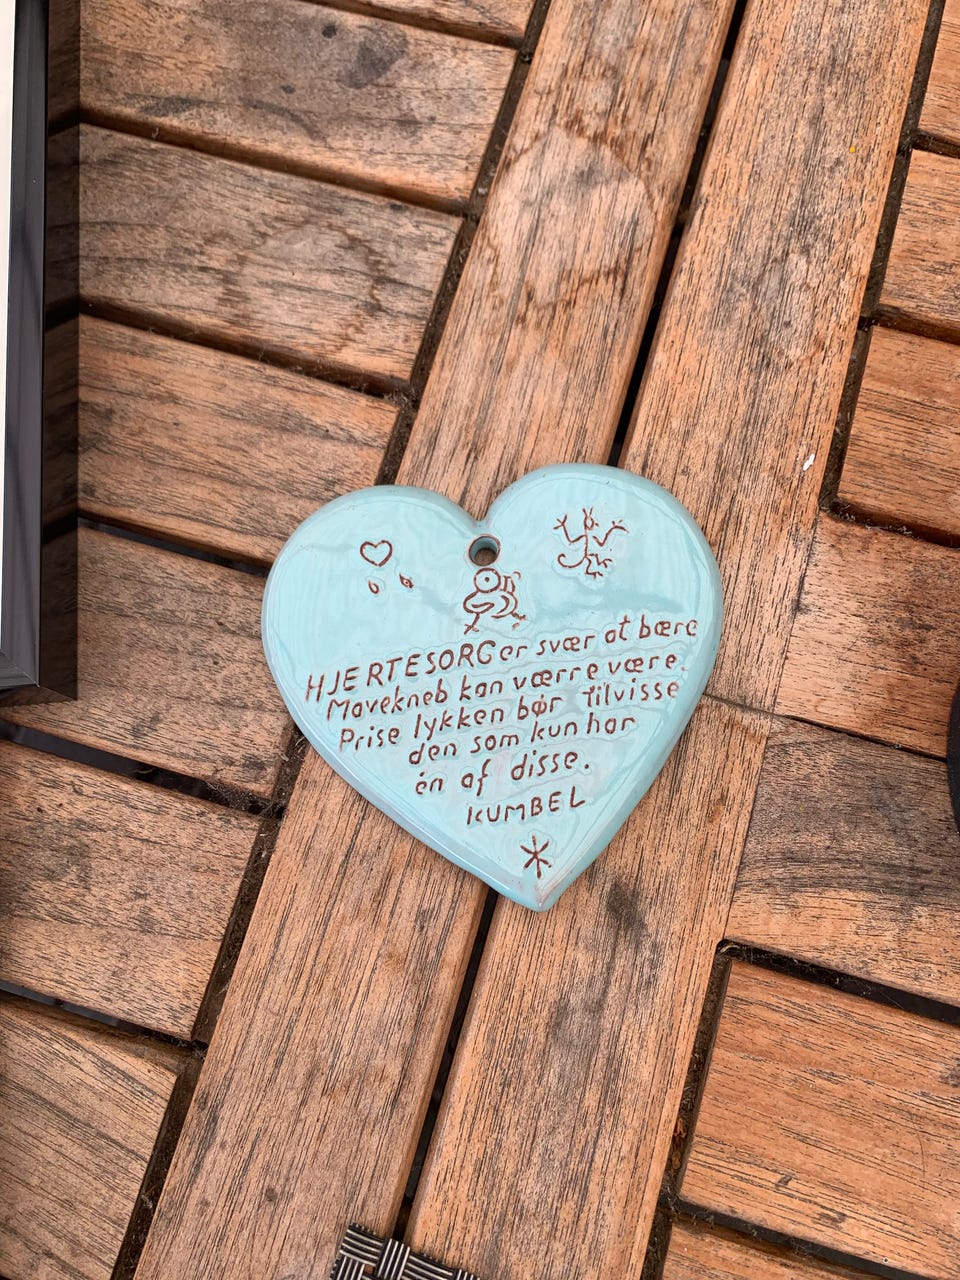 HJERTESORG er svær at bære
Mavekneb kan værre være.
Prise lykken bør tilvisse
den som kun har
én af disse.
KUMBEL